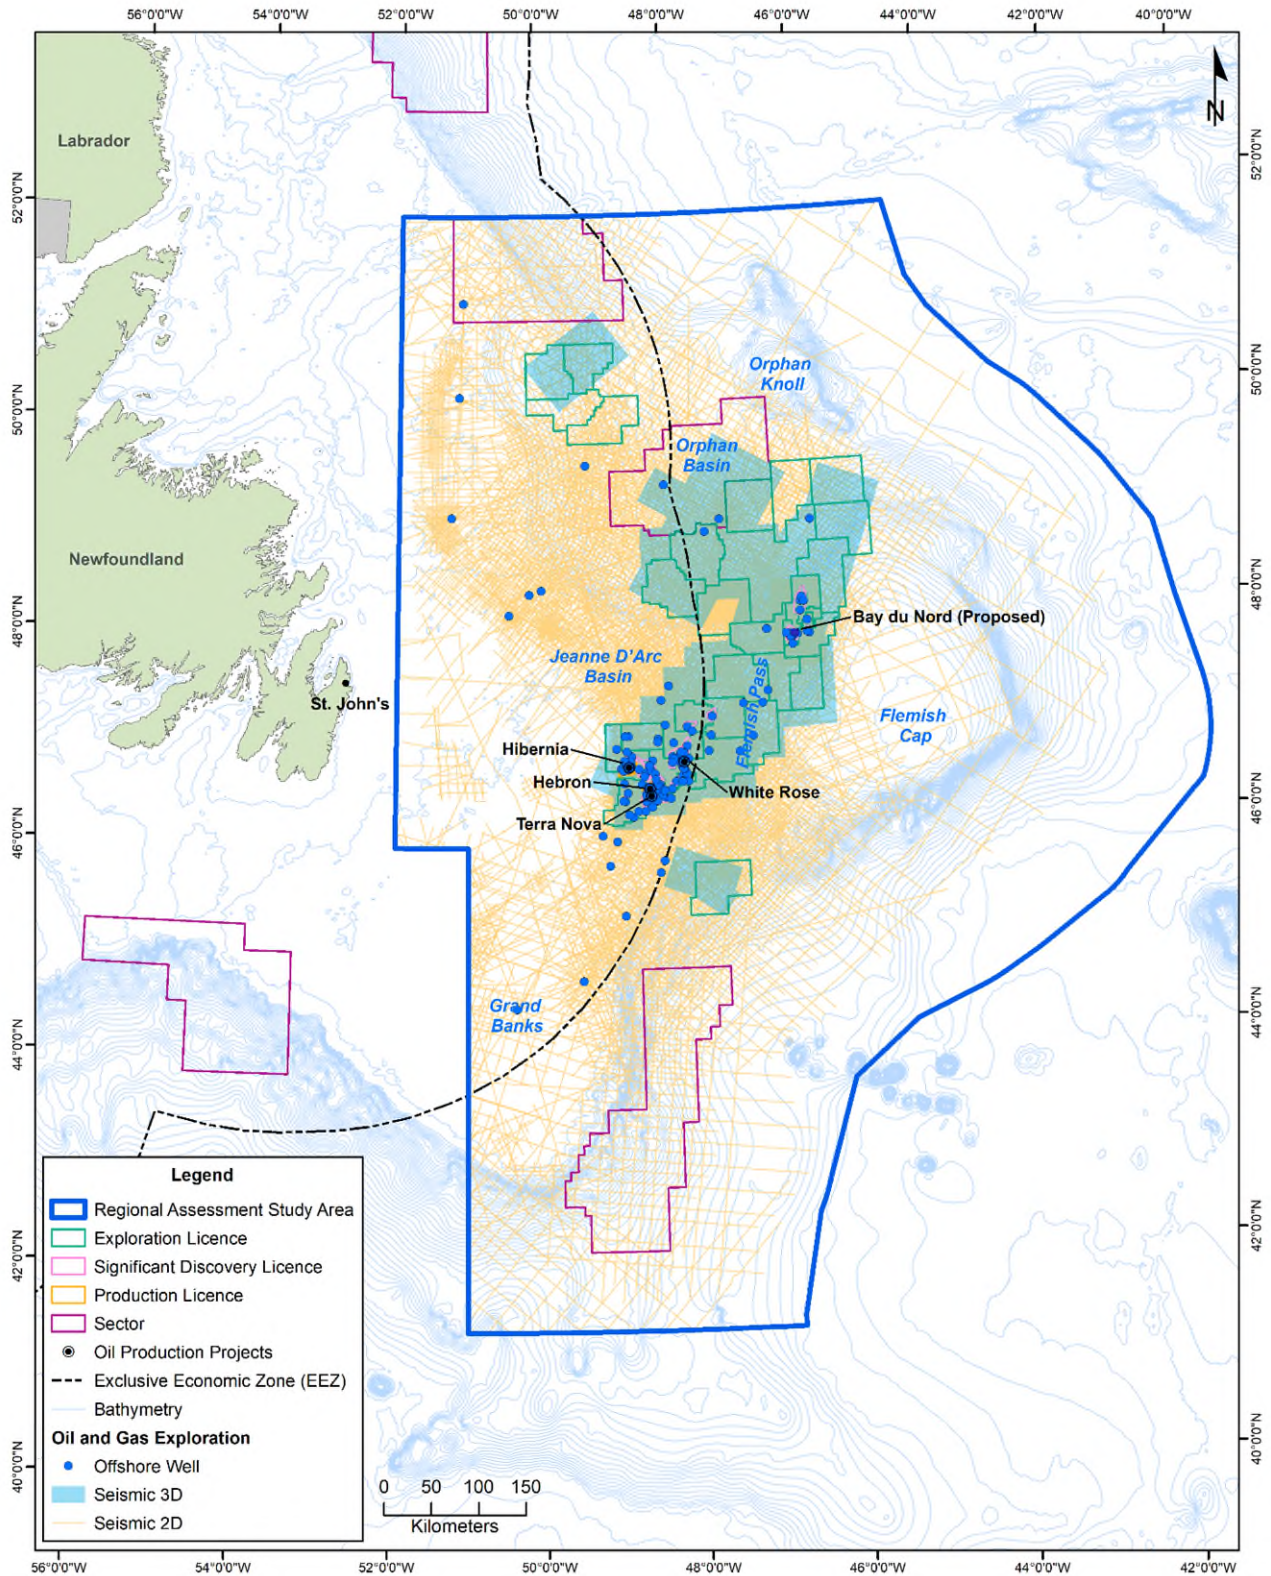 56°0'0"W 54°0'0"W 52°0'0"W 50°0'0"W 48°0'0"W 46°0'0"W 44°0'0"W 42°0'0"W 40°0'0"W
N
Labrador
52°0'0"N
52°0'0"N
Orphan
Knoll
50°0'0"N
50°0'0"N
Orphan
Basin
Newfoundland
48°0'0"N
48°0'0"N
Bay du Nord (Proposed)
Jeanne D'Arc
Basin
Flemish Pass
St. John's
Flemish
Cap
Hibernia
Hebron
White Rose
Terra Nova
46°0'0"N
46°0'0"N
Grand
Banks
44°0'0"N
44°0'0"N
Legend
Regional Assessment Study Area
Exploration Licence
Significant Discovery Licence
Production Licence
Sector
Oil Production Projects
Exclusive Economic Zone (EEZ)
Bathymetry
Oil and Gas Exploration
Offshore Well
Seismic 3D
Seismic 2D
42°0'0"N
42°0'0"N
40°0'0"N
40°0'0"N
0 50 100 150
Kilometers
56°0'0"W 54°0'0"W 52°0'0"W 50°0'0"W 48°0'0"W 46°0'0"W 44°0'0"W 42°0'0"W